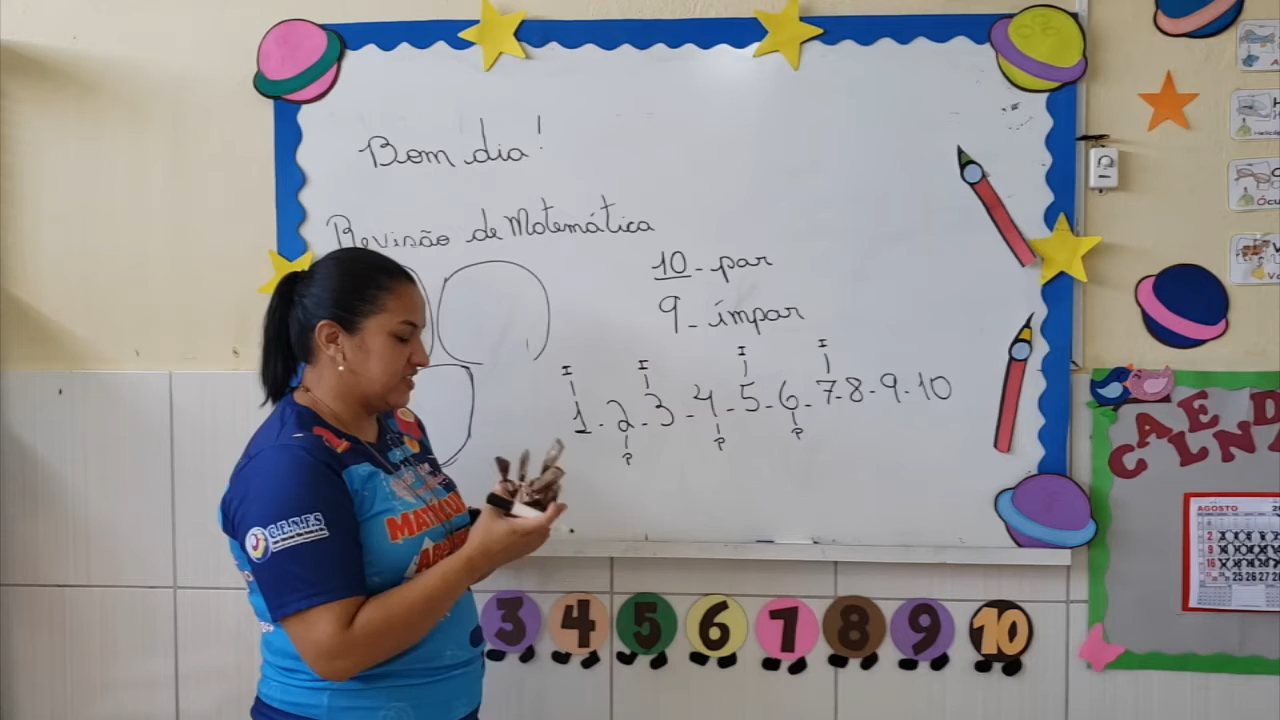 Bom dia!
Revisão de Matemática
10 - par
9 - ímpar
I I I I
1 - 2 - 3 - 4 - 5 - 6 - 7 - 8 - 9 - 10
P P P
C.E.N.F.S
3 4 5 6 7 8 9 10
AGOSTO